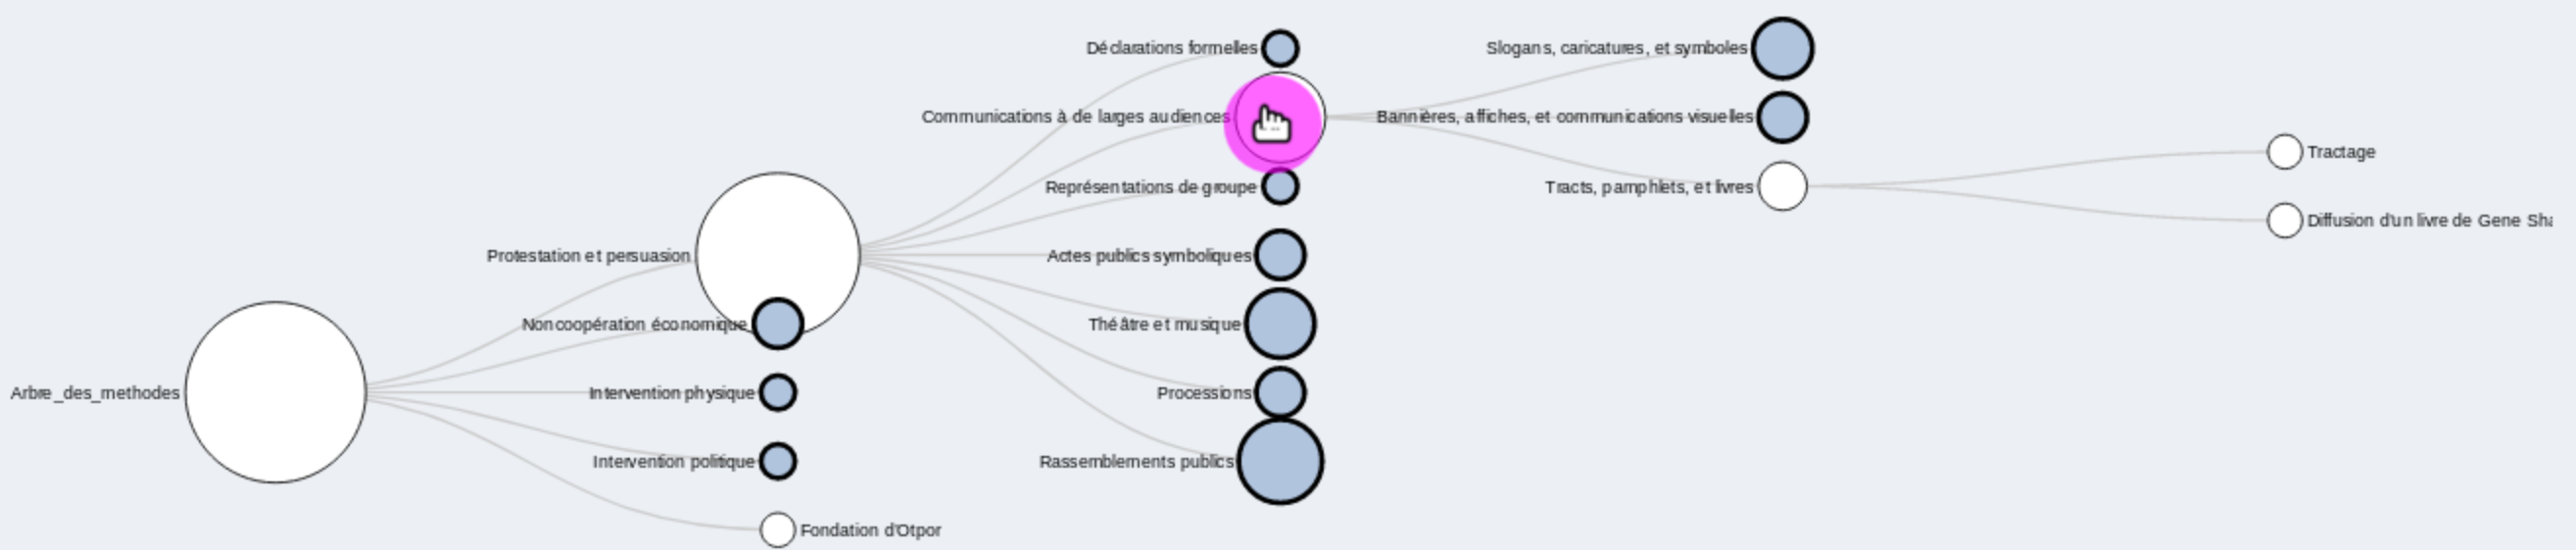 Arbre_des_methodes
Protestation et persuasion
Noncoopération économique
Intervention physique
Intervention politique
Fondation d'Otpor
Déclarations formelles
Communications à de larges audiences
Représentations de groupe
Actes publics symboliques
Théâtre et musique
Processions
Rassemblements publics
Slogans, caricatures, et symboles
Bannières, affiches, et communications visuelles
Tracts, pamphlets, et livres
Tractage
Diffusion d'un livre de Gene